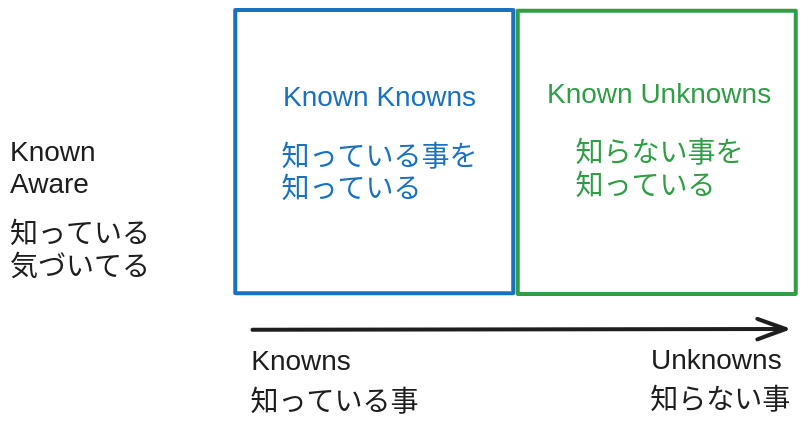 Known Knowns
知っている事を
知っている
Known Unknowns
知らない事を
知っている
Known
Aware
知っている
気づいてる
Knowns
知っている事
Unknowns
知らない事